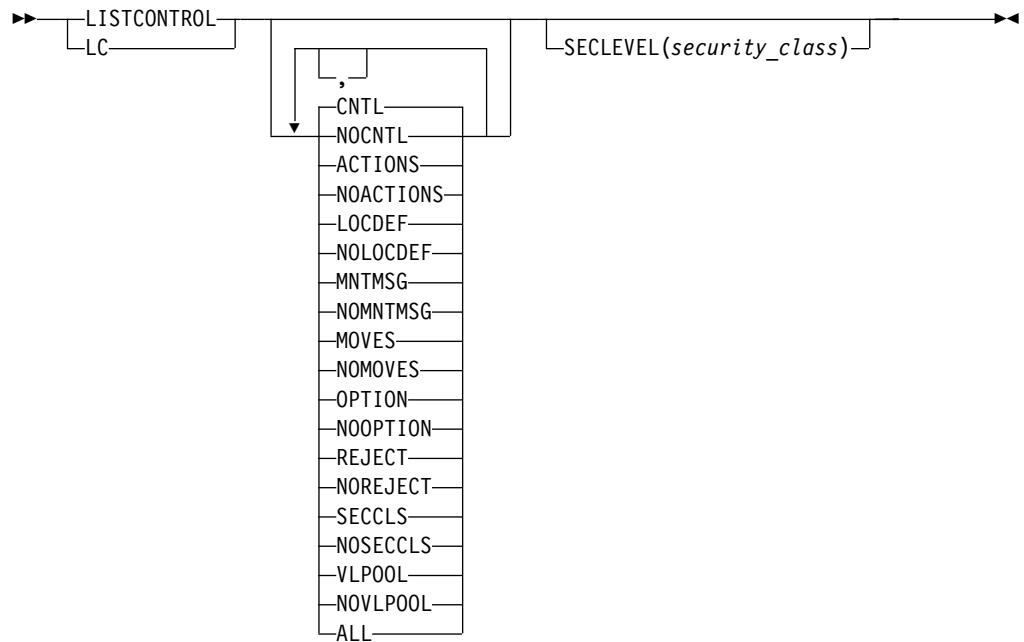 LISTCONTROL
LC
SECLEVEL(security_class)
,
CNTL
NOCNTL
ACTIONS
NOACTIONS
LOCDEF
NOLOCDEF
MNTMSG
NOMNTMSG
MOVES
NOMOVES
OPTION
NOOPTION
REJECT
NOREJECT
SECCLS
NOSECCLS
VLPOOL
NOVLPOOL
ALL